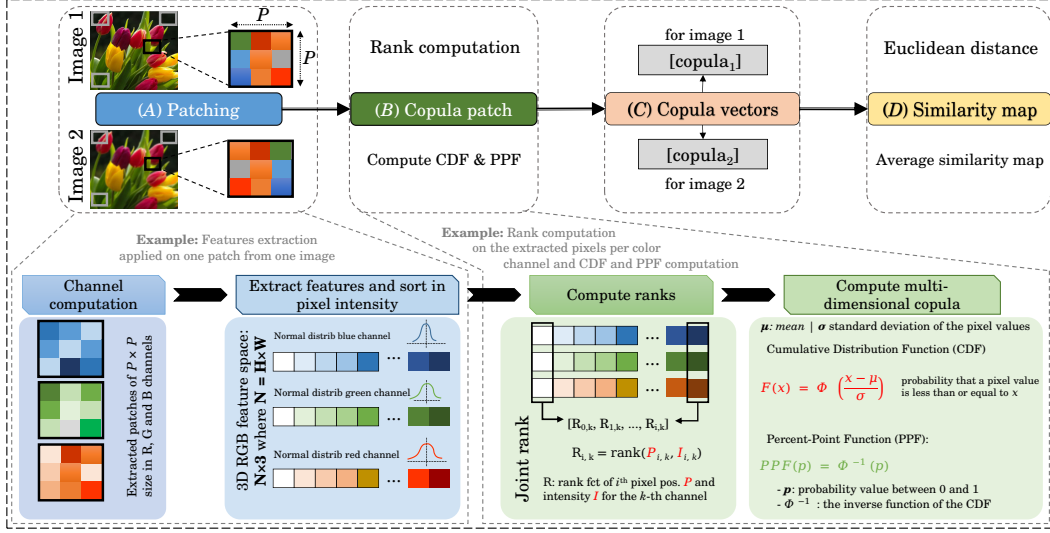 Image 1
P
P
(A) Patching
Image 2
Rank computation
(B) Copula patch
Compute CDF & PPF
for image 1
[copula₁]
(C) Copula vectors
[copula₂]
for image 2
Euclidean distance
(D) Similarity map
Average similarity map
Example: Features extraction
applied on one patch from one image
Example: Rank computation
on the extracted pixels per color
channel and CDF and PPF computation
Channel
computation
Extracted patches of P × P
size in R, G and B channels
Extract features and sort in
pixel intensity
3D RGB feature space:
N×3 where N = H×W
Normal distrib blue channel
...
Normal distrib green channel
...
Normal distrib red channel
...
Compute ranks
Joint rank
...
...
...
[R₀,ₖ, R₁,ₖ, ..., Rᵢ,ₖ]
Rᵢ, ₖ = rank(Pᵢ, ₖ, Iᵢ, ₖ)
R: rank fct of iᵗʰ pixel pos. P and
intensity I for the k-th channel
Compute multi-
dimensional copula
μ: mean | σ standard deviation of the pixel values
Cumulative Distribution Function (CDF)
F(x) = Φ (x − μ / σ)
probability that a pixel value
is less than or equal to x
Percent-Point Function (PPF):
PPF(p) = Φ ⁻¹ (p)
- p: probability value between 0 and 1
- Φ ⁻¹ : the inverse function of the CDF